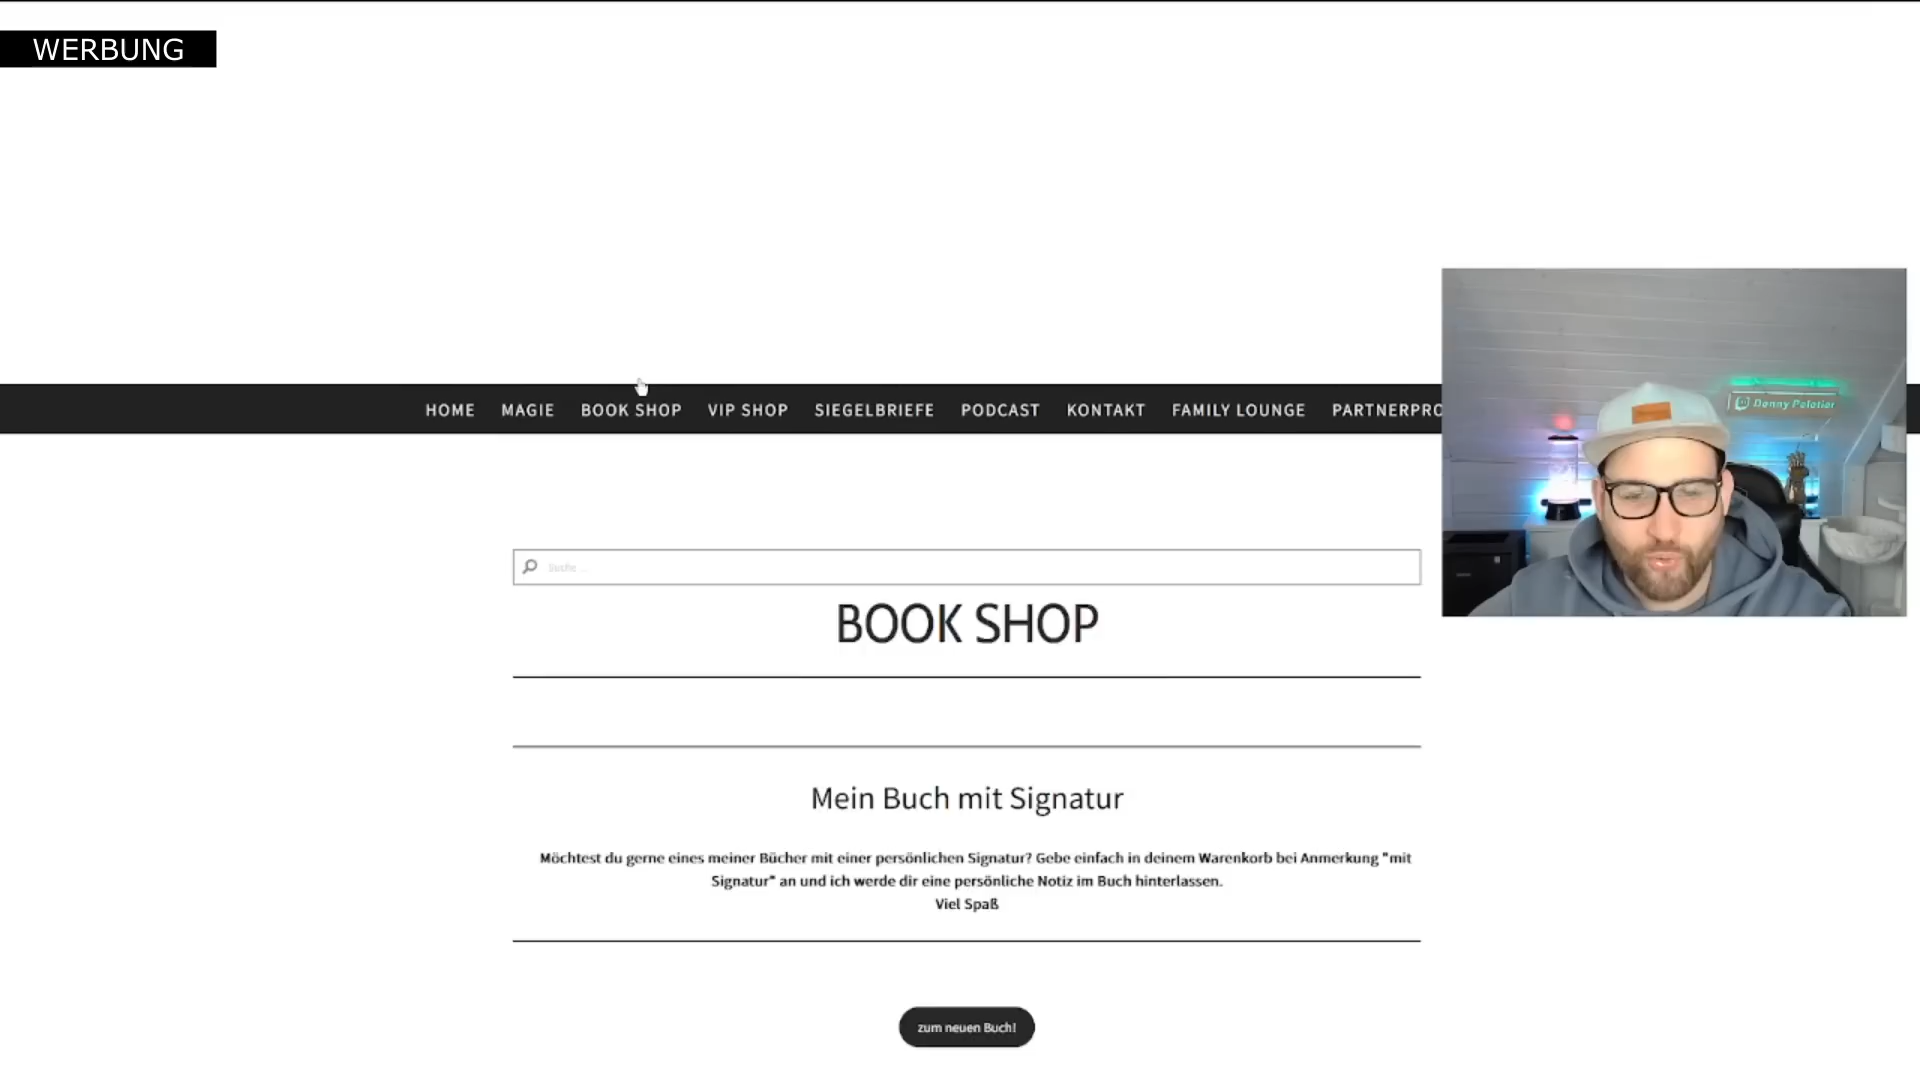 WERBUNG
HOME MAGIE BOOK SHOP VIP SHOP SIEGELBRIEFE PODCAST KONTAKT FAMILY LOUNGE PARTNERPRO
Denny Pelatier
Suche ...
BOOK SHOP
Mein Buch mit Signatur
Möchtest du gerne eines meiner Bücher mit einer persönlichen Signatur? Gebe einfach in deinem Warenkorb bei Anmerkung "mit
Signatur" an und ich werde dir eine persönliche Notiz im Buch hinterlassen.
Viel Spaß
zum neuen Buch!